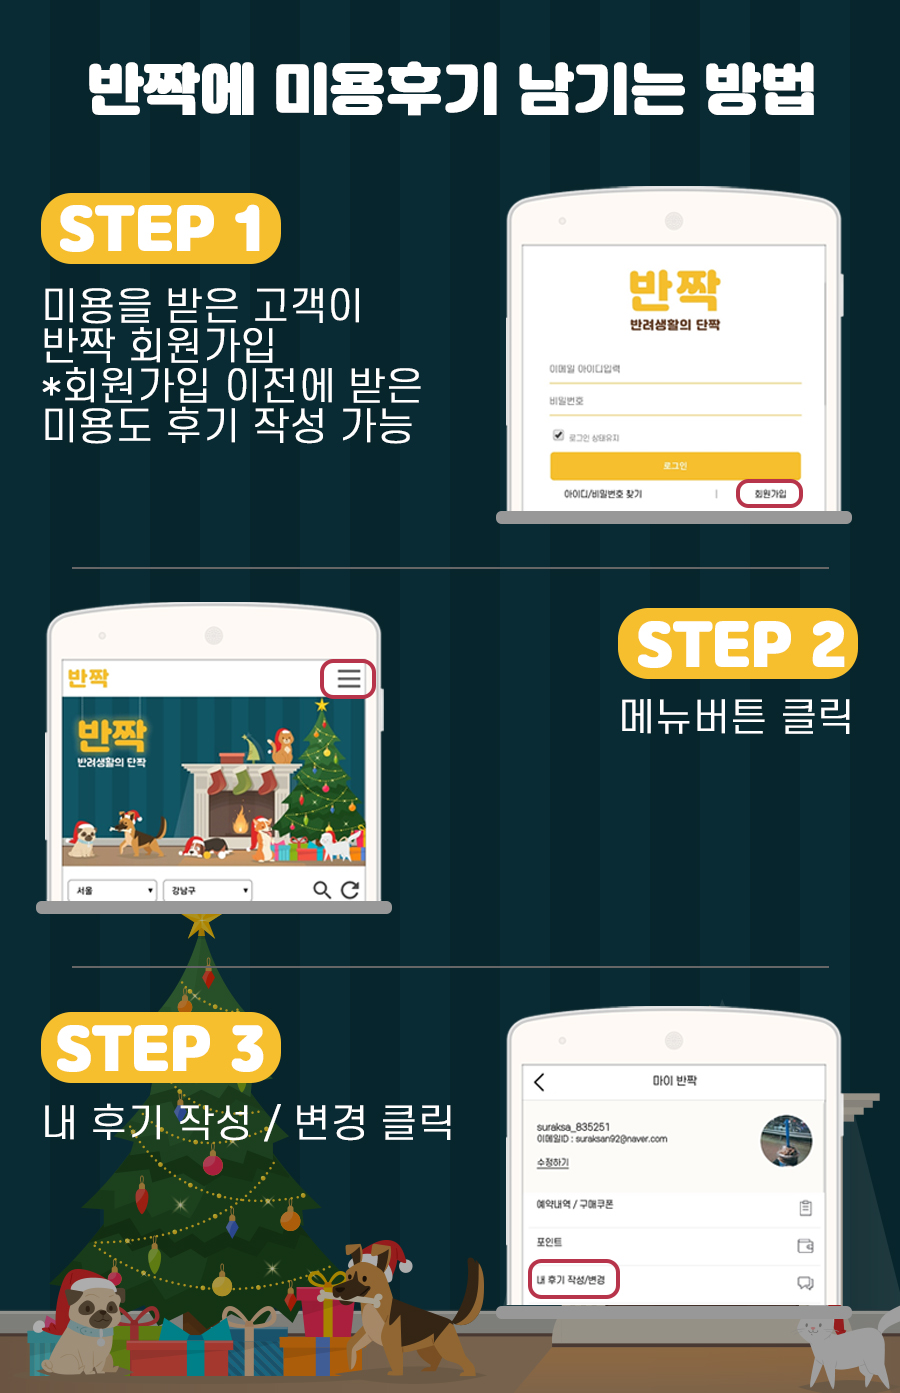 반짝에 미용후기 남기는 방법
STEP 1
미용을 받은 고객이
반짝 회원가입
*회원가입 이전에 받은
미용도 후기 작성 가능
반짝
반려생활의 단짝
이메일 아이디입력
비밀번호
로그인 상태유지
로그인
아이디/비밀번호 찾기 | 회원가입
STEP 2
메뉴버튼 클릭
반짝
반짝
반려생활의 단짝
서울 강남구
STEP 3
내 후기 작성 / 변경 클릭
마이 반짝
suraksa_835251
이메일ID : suraksan92@naver.com
수정하기
예약내역 / 구매쿠폰
포인트
내 후기 작성/변경